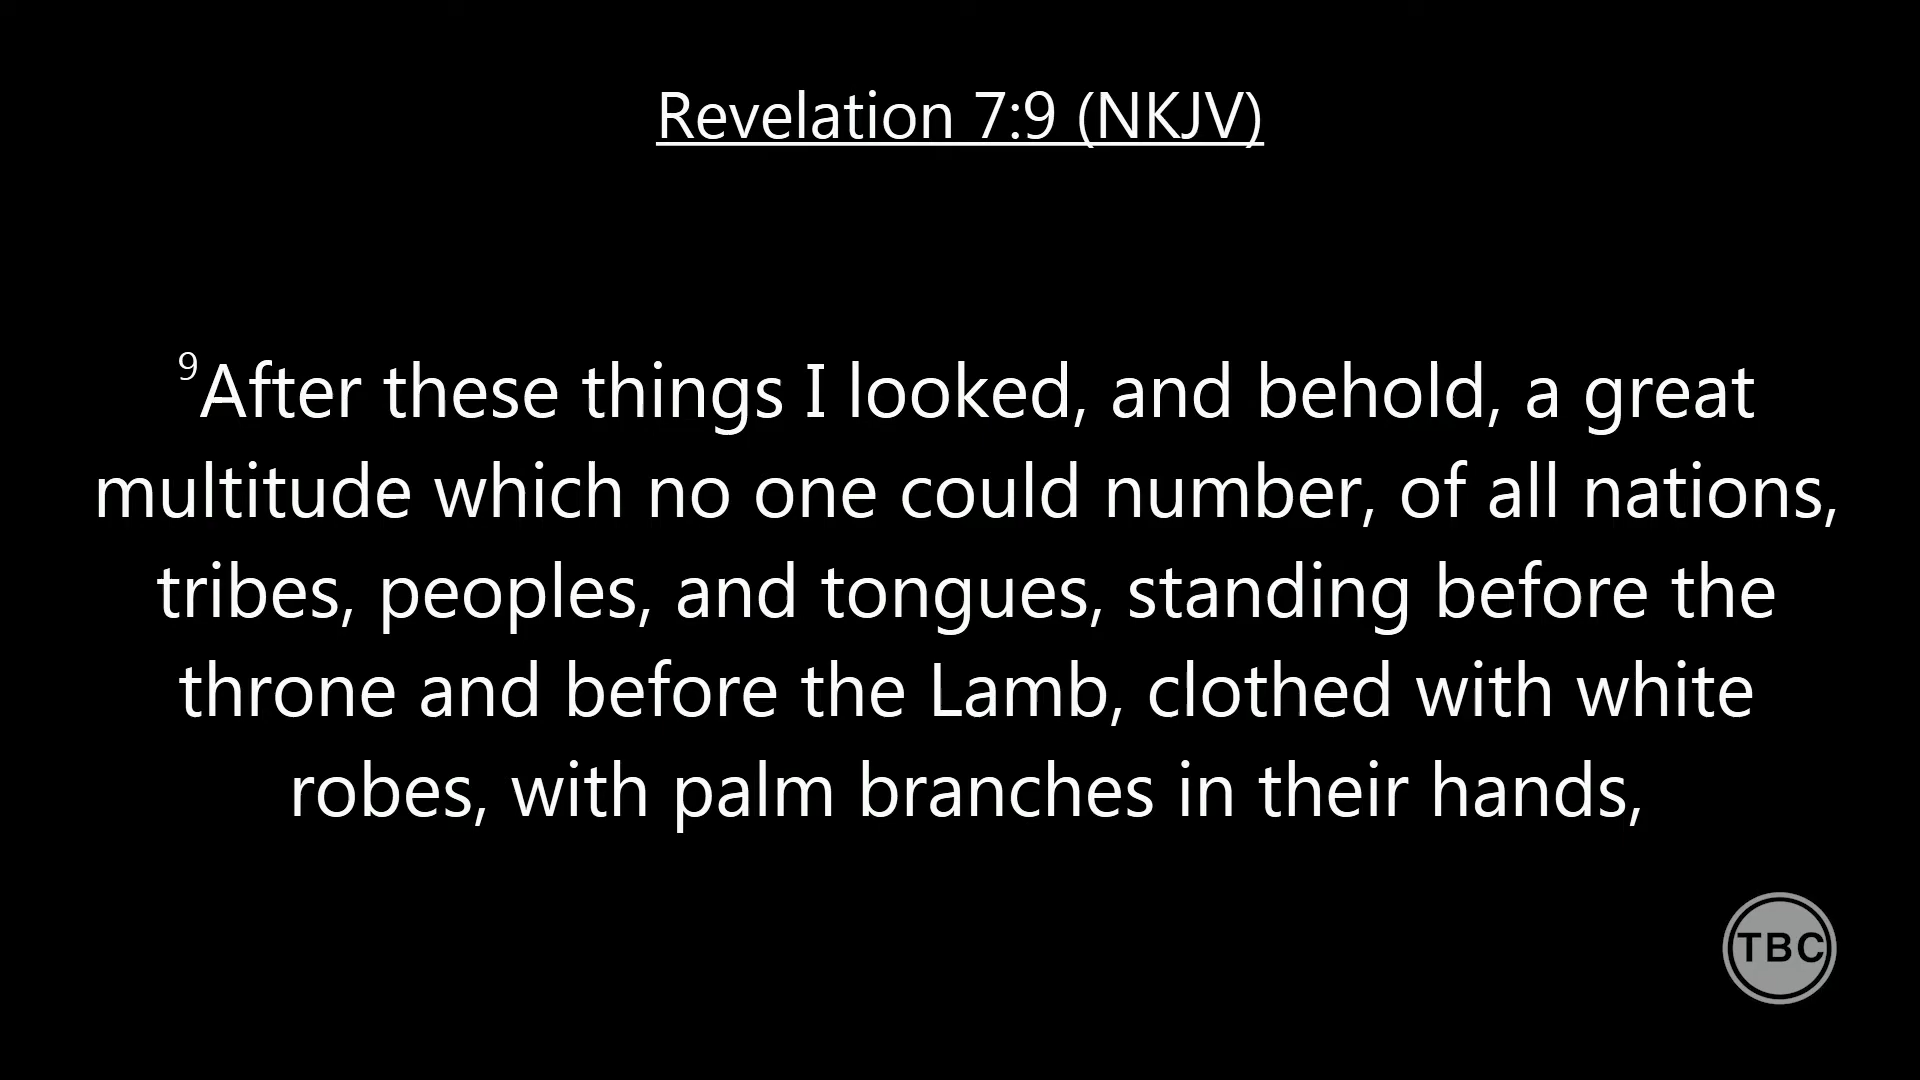 Revelation 7:9 (NKJV)
9After these things I looked, and behold, a great
multitude which no one could number, of all nations,
tribes, peoples, and tongues, standing before the
throne and before the Lamb, clothed with white
robes, with palm branches in their hands,
TBC